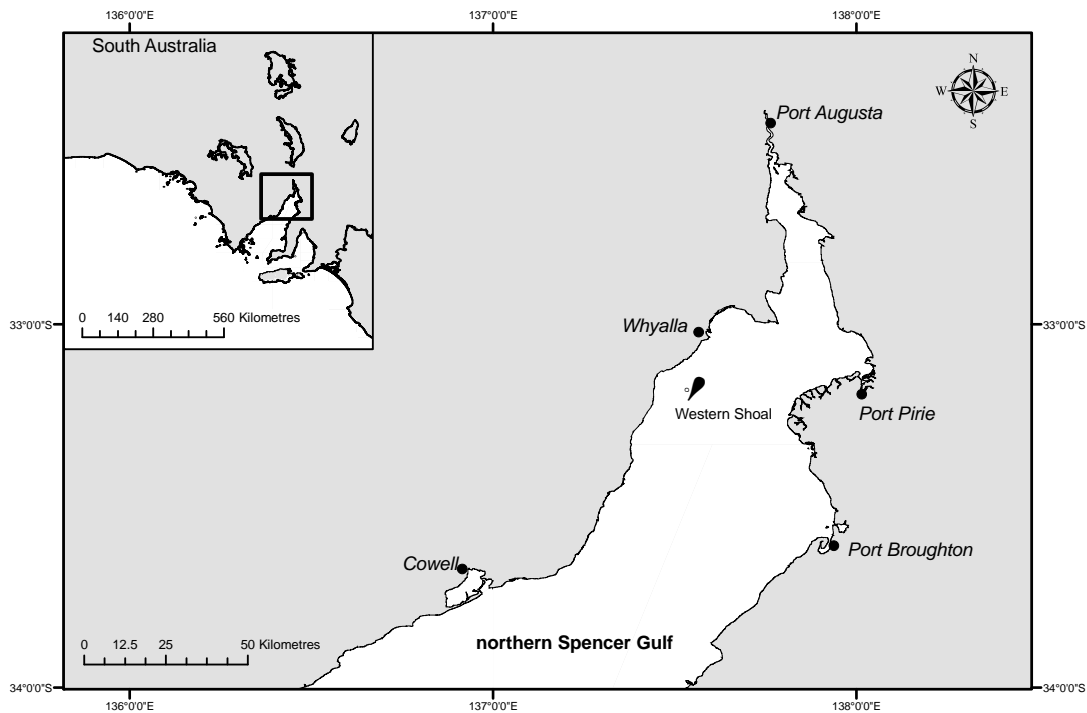 136°0'0"E 137°0'0"E 138°0'0"E
South Australia
N
W E
S
Port Augusta
0 140 280 560 Kilometres
33°0'0"S 33°0'0"S
Whyalla
Western Shoal
Port Pirie
Port Broughton
Cowell
northern Spencer Gulf
0 12.5 25 50 Kilometres
34°0'0"S 34°0'0"S
136°0'0"E 137°0'0"E 138°0'0"E